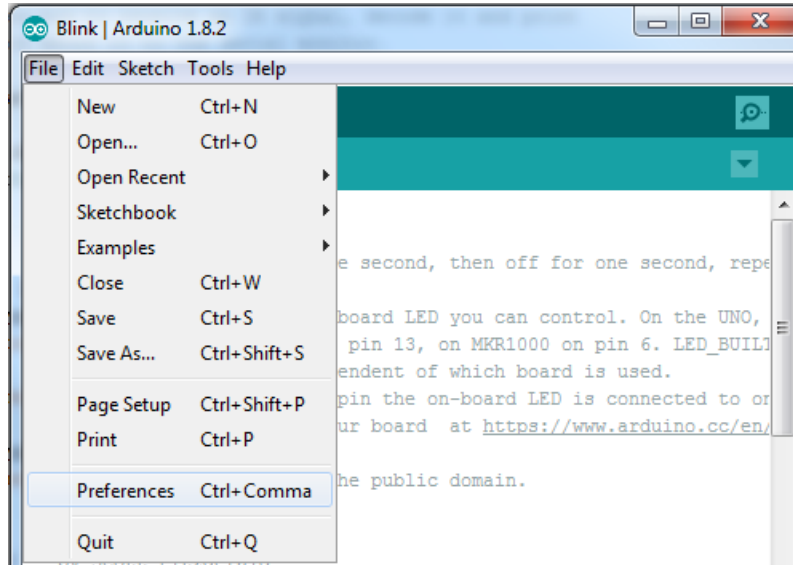 Blink | Arduino 1.8.2
File Edit Sketch Tools Help
New Ctrl+N
Open... Ctrl+O
Open Recent
Sketchbook
Examples
e second, then off for one second, repe
Close Ctrl+W
Save Ctrl+S
board LED you can control. On the UNO,
Save As... Ctrl+Shift+S
pin 13, on MKR1000 on pin 6. LED_BUIL
endent of which board is used.
Page Setup Ctrl+Shift+P
pin the on-board LED is connected to on
Print Ctrl+P
ur board at https://www.arduino.cc/en/
Preferences Ctrl+Comma
he public domain.
Quit Ctrl+Q